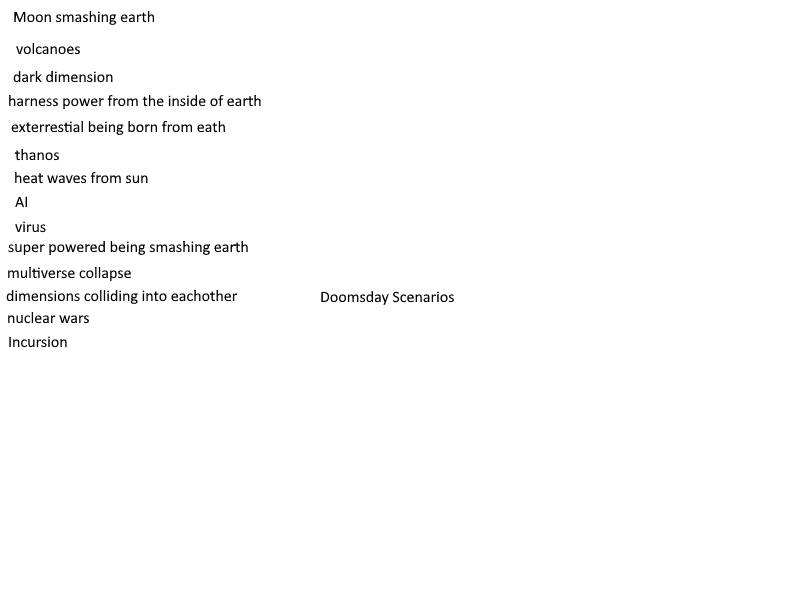 Moon smashing earth
volcanoes
dark dimension
harness power from the inside of earth
exterrestial being born from eath
thanos
heat waves from sun
AI
virus
super powered being smashing earth
multiverse collapse
dimensions colliding into eachother
Doomsday Scenarios
nuclear wars
Incursion